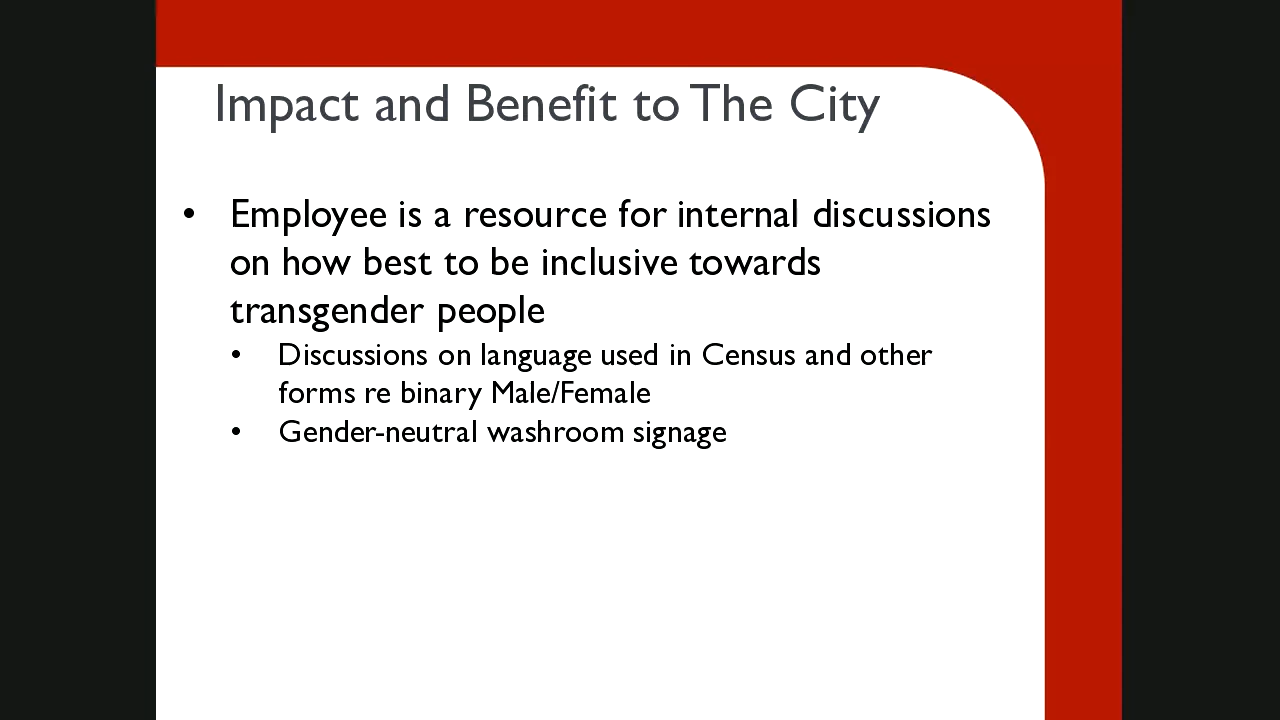 Impact and Benefit to The City
• Employee is a resource for internal discussions
on how best to be inclusive towards
transgender people
• Discussions on language used in Census and other
forms re binary Male/Female
• Gender-neutral washroom signage